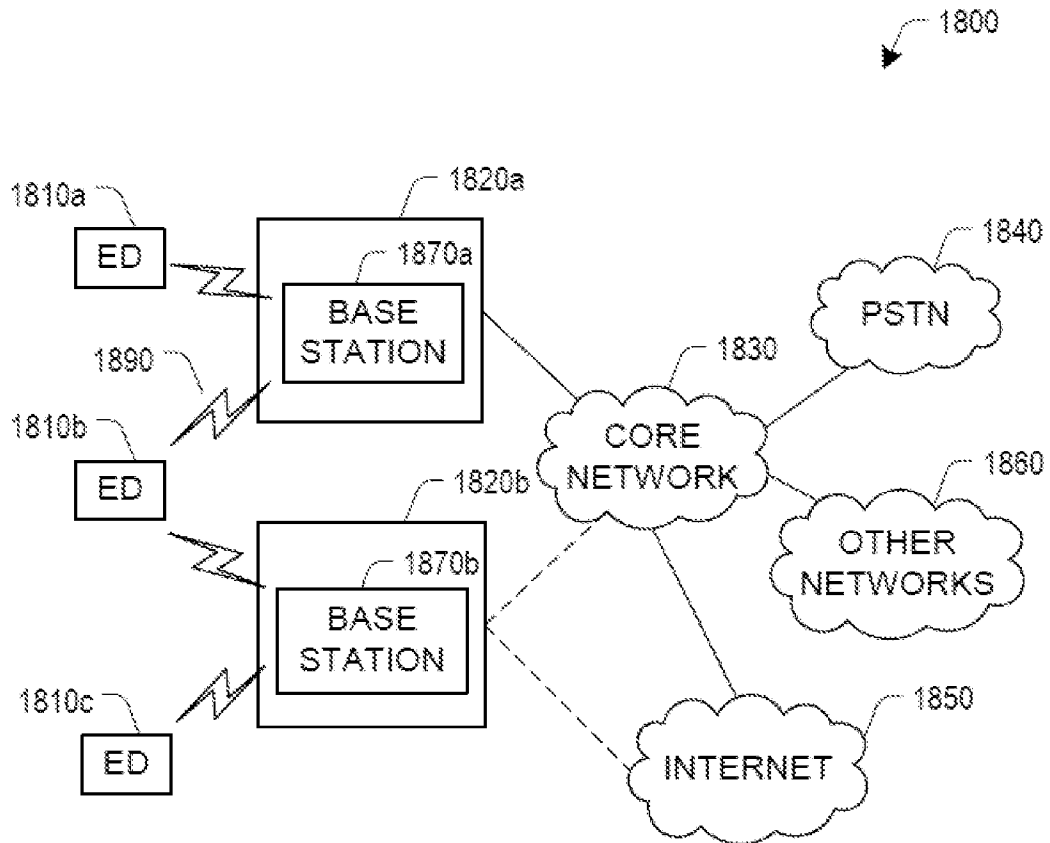 1800
1810a
ED
1820a
1870a
BASE
STATION
1840
PSTN
1890
1830
CORE
NETWORK
1810b
ED
1860
OTHER
NETWORKS
1820b
1870b
BASE
STATION
1810c
ED
1850
INTERNET